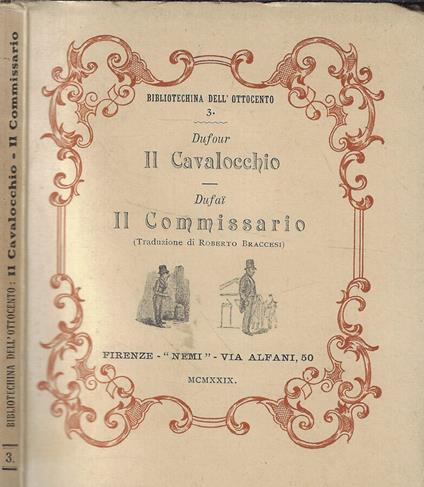 BIBLIOTECHINA DELL' OTTOCENTO
3.
Dufour
Il Cavalocchio
Dufaï
Il Commissario
(Traduzione di ROBERTO BRACCESI)
FIRENZE - "NEMI" - VIA ALFANI, 50
MCMXXIX.
3. BIBLIOTECHINA DELL'OTTOCENTO: Il Cavalocchio - Il Commissario